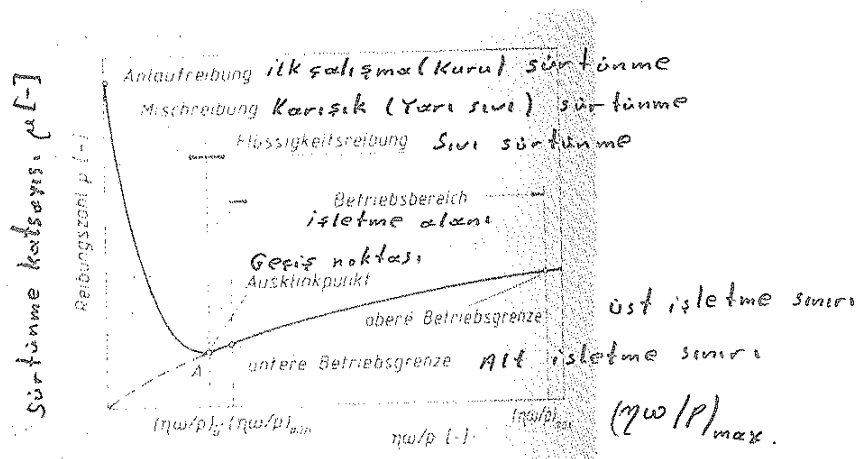 Anlaufreibung ilk çalışma (Kuru) sürtünme
Mischreibung Karışık (Yarı sıvı) sürtünme
Flüssigkeitsreibung Sıvı sürtünme
Betriebsbereich
işletme alanı
Geçiş noktası
Ausklinkpunkt
obere Betriebsgrenze üst işletme sınırı
untere Betriebsgrenze Alt işletme sınırı
A
Sürtünme katsayısı μ [-]
Reibungszahl μ [-]
(ηω/p)ü (ηω/p)min
ηω/p [-]
(ηω/p)max
(ηω/p)max.